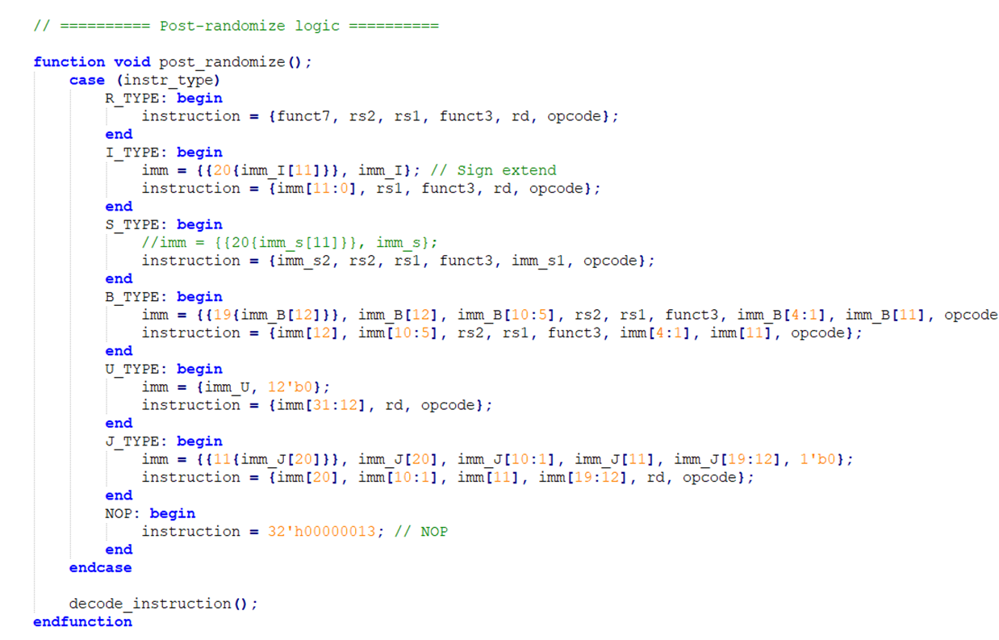 // ========== Post-randomize logic ==========
function void post_randomize();
case (instr_type)
R_TYPE: begin
instruction = {funct7, rs2, rs1, funct3, rd, opcode};
end
I_TYPE: begin
imm = {{20{imm_I[11]}}, imm_I}; // Sign extend
instruction = {imm[11:0], rs1, funct3, rd, opcode};
end
S_TYPE: begin
//imm = {{20{imm_s[11]}}, imm_s};
instruction = {imm_s2, rs2, rs1, funct3, imm_s1, opcode};
end
B_TYPE: begin
imm = {{19{imm_B[12]}}, imm_B[12], imm_B[10:5], rs2, rs1, funct3, imm_B[4:1], imm_B[11], opcode
instruction = {imm[12], imm[10:5], rs2, rs1, funct3, imm[4:1], imm[11], opcode};
end
U_TYPE: begin
imm = {imm_U, 12'b0};
instruction = {imm[31:12], rd, opcode};
end
J_TYPE: begin
imm = {{11{imm_J[20]}}, imm_J[20], imm_J[10:1], imm_J[11], imm_J[19:12], 1'b0};
instruction = {imm[20], imm[10:1], imm[11], imm[19:12], rd, opcode};
end
NOP: begin
instruction = 32'h00000013; // NOP
end
endcase
decode_instruction();
endfunction